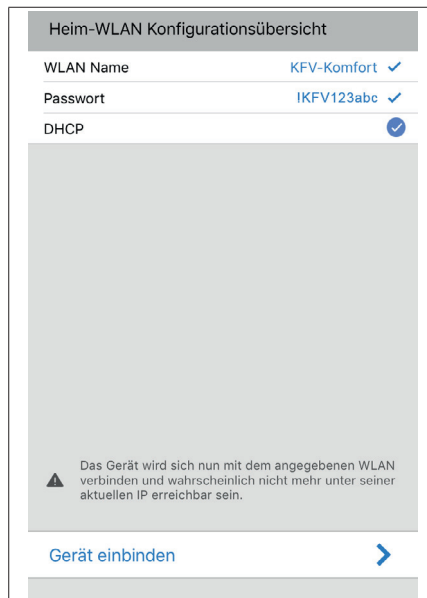 Heim-WLAN Konfigurationsübersicht
WLAN Name KFV-Komfort
Passwort !KFV123abc
DHCP
Das Gerät wird sich nun mit dem angegebenen WLAN
verbinden und wahrscheinlich nicht mehr unter seiner
aktuellen IP erreichbar sein.
Gerät einbinden